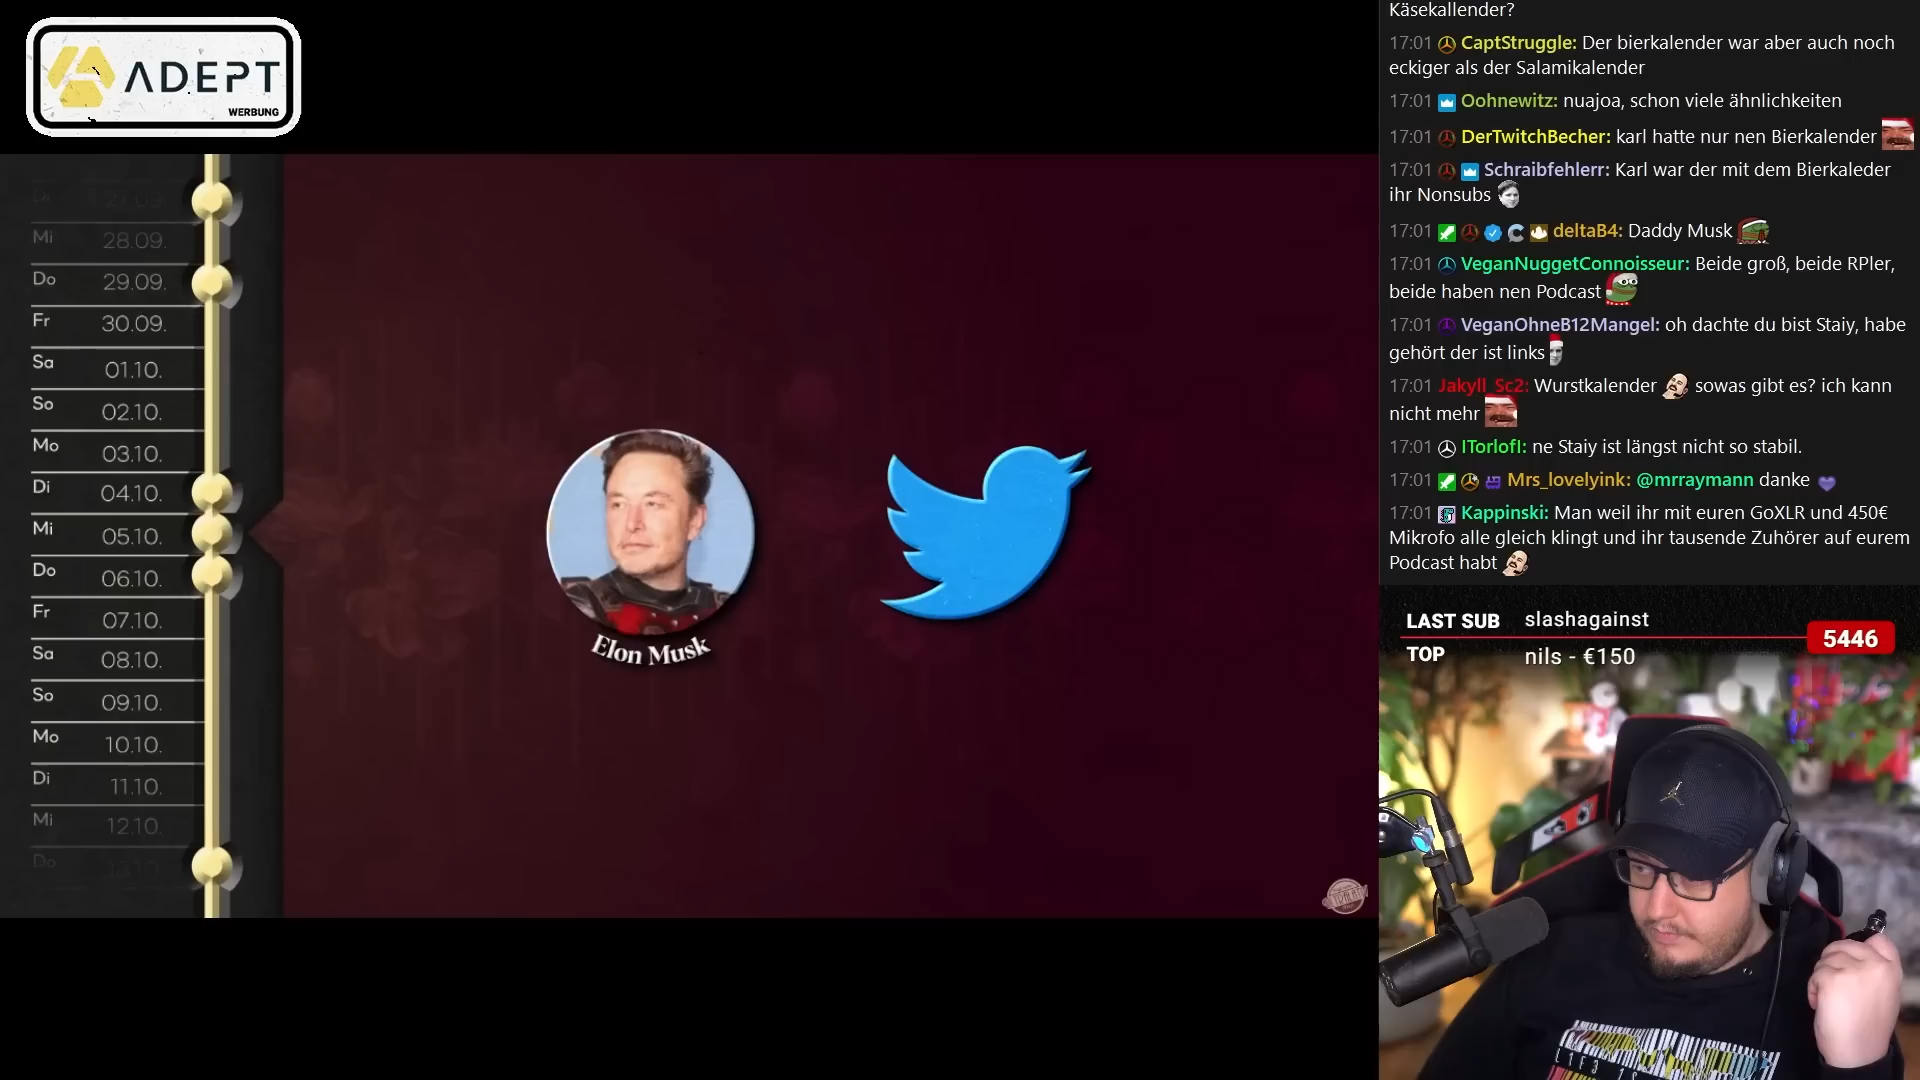 ADEPT
WERBUNG
Di 27.09.
Mi 28.09.
Do 29.09.
Fr 30.09.
Sa 01.10.
So 02.10.
Mo 03.10.
Di 04.10.
Mi 05.10.
Do 06.10.
Fr 07.10.
Sa 08.10.
So 09.10.
Mo 10.10.
Di 11.10.
Mi 12.10.
Do 13.10.
Elon Musk
Käsekallender?
17:01 CaptStruggle: Der bierkalender war aber auch noch
eckiger als der Salamikalender
17:01 Oohnewitz: nuajoa, schon viele ähnlichkeiten
17:01 DerTwitchBecher: karl hatte nur nen Bierkalender
17:01 Schraibfehlerr: Karl war der mit dem Bierkaleder
ihr Nonsubs
17:01 deltaB4: Daddy Musk
17:01 VeganNuggetConnoisseur: Beide groß, beide RPler,
beide haben nen Podcast
17:01 VeganOhneB12Mangel: oh dachte du bist Staiy, habe
gehört der ist links
17:01 Jakyll_Sc2: Wurstkalender sowas gibt es? ich kann
nicht mehr
17:01 ITorlofI: ne Staiy ist längst nicht so stabil.
17:01 Mrs_lovelyink: @mrraymann danke
17:01 Kappinski: Man weil ihr mit euren GoXLR und 450€
Mikrofo alle gleich klingt und ihr tausende Zuhörer auf eurem
Podcast habt
LAST SUB slashagainst
5446
TOP nils - €150